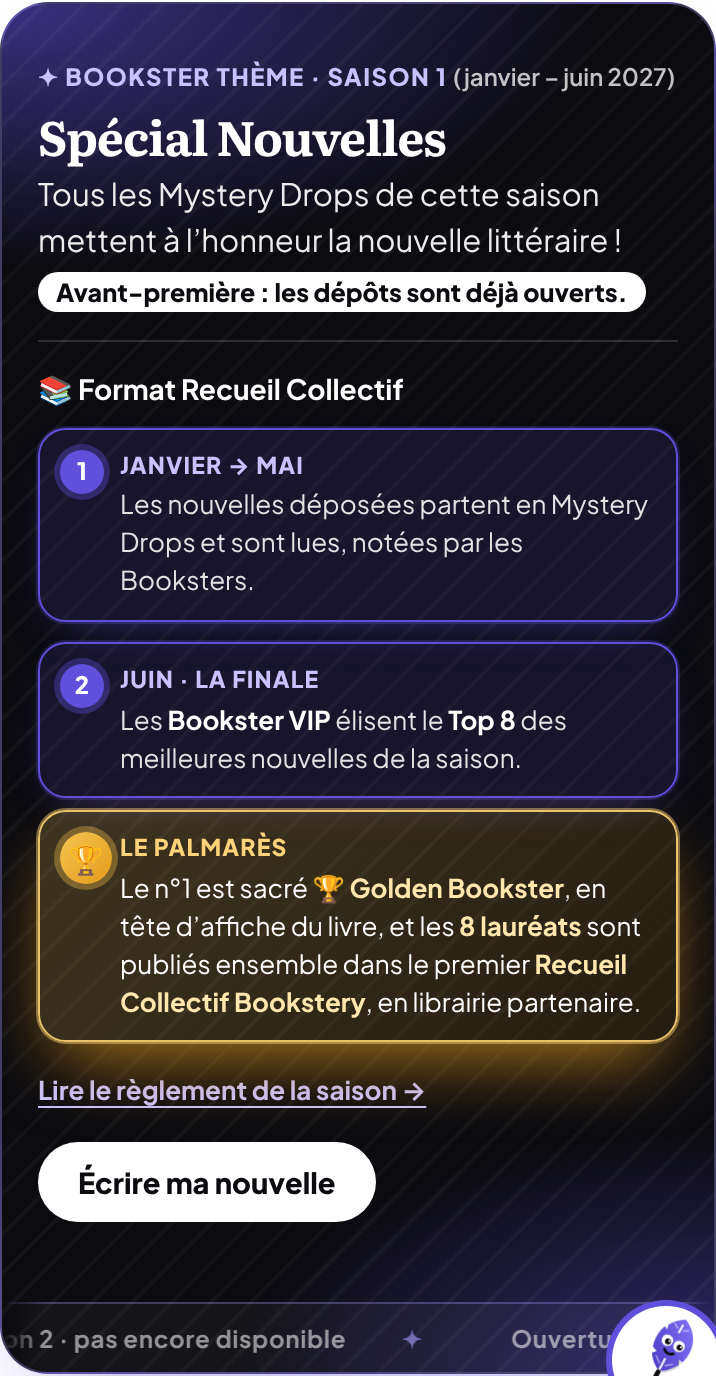 ✦ BOOKSTER THÈME · SAISON 1 (janvier – juin 2027)
Spécial Nouvelles
Tous les Mystery Drops de cette saison
mettent à l’honneur la nouvelle littéraire !
Avant-première : les dépôts sont déjà ouverts.
📚 Format Recueil Collectif
1
JANVIER → MAI
Les nouvelles déposées partent en Mystery
Drops et sont lues, notées par les
Booksters.
2
JUIN · LA FINALE
Les Bookster VIP élisent le Top 8 des
meilleures nouvelles de la saison.
🏆
LE PALMARÈS
Le n°1 est sacré 🏆 Golden Bookster, en
tête d’affiche du livre, et les 8 lauréats sont
publiés ensemble dans le premier Recueil
Collectif Bookstery, en librairie partenaire.
Lire le règlement de la saison →
Écrire ma nouvelle
on 2 · pas encore disponible ✦ Ouvertu